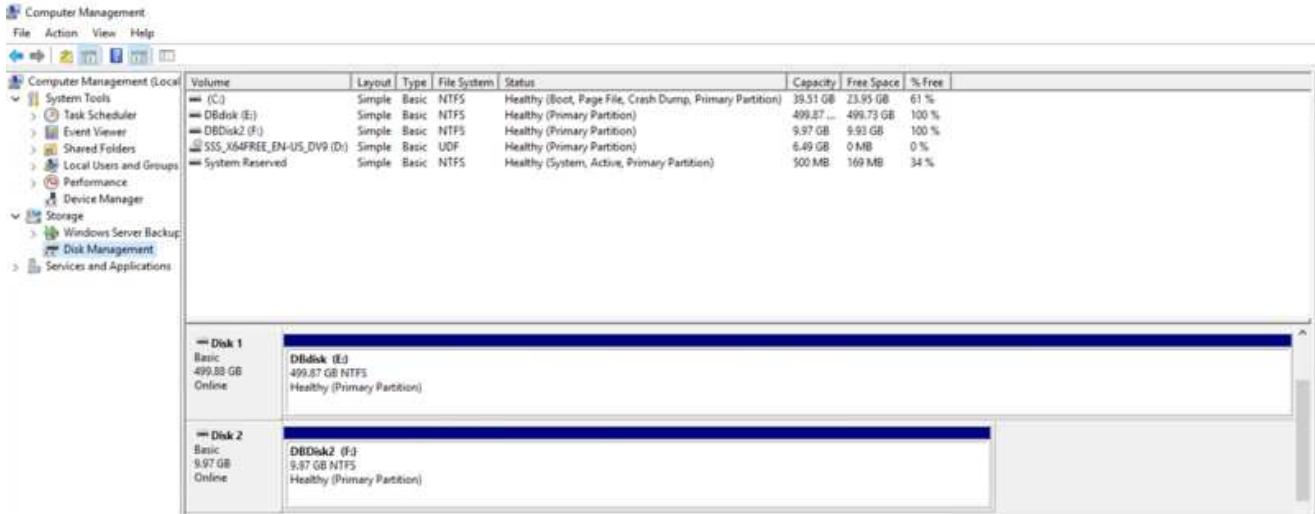 Computer Management
File Action View Help
Computer Management (Local
System Tools
Task Scheduler
Event Viewer
Shared Folders
Local Users and Groups
Performance
Device Manager
Storage
Windows Server Backup
Disk Management
Services and Applications
Volume Layout Type File System Status Capacity Free Space % Free
(C:) Simple Basic NTFS Healthy (Boot, Page File, Crash Dump, Primary Partition) 39.51 GB 23.95 GB 61 %
DBdisk (E:) Simple Basic NTFS Healthy (Primary Partition) 499.87 ... 499.73 GB 100 %
DBDisk2 (F:) Simple Basic NTFS Healthy (Primary Partition) 9.97 GB 9.93 GB 100 %
SSS_X64FREE_EN-US_DV9 (D:) Simple Basic UDF Healthy (Primary Partition) 6.49 GB 0 MB 0 %
System Reserved Simple Basic NTFS Healthy (System, Active, Primary Partition) 500 MB 169 MB 34 %
Disk 1
Basic
499.88 GB
Online
DBdisk (E:)
499.87 GB NTFS
Healthy (Primary Partition)
Disk 2
Basic
9.97 GB
Online
DBDisk2 (F:)
9.97 GB NTFS
Healthy (Primary Partition)